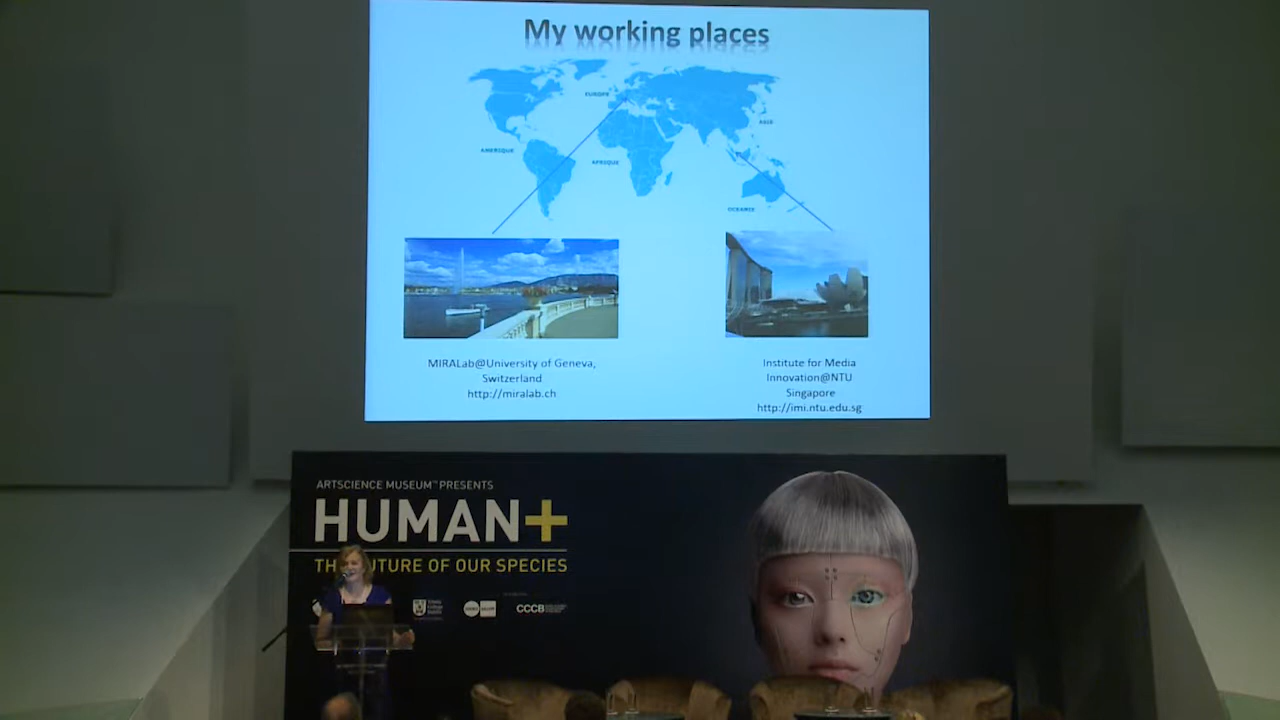 My working places
EUROPE
ASIE
AMERIQUE
AFRIQUE
OCEANIE
MIRALab@University of Geneva,
Switzerland
http://miralab.ch
Institute for Media
Innovation@NTU
Singapore
http://imi.ntu.edu.sg
ARTSCIENCE MUSEUM™ PRESENTS
HUMAN+
TH FUTURE OF OUR SPECIES
CCCB